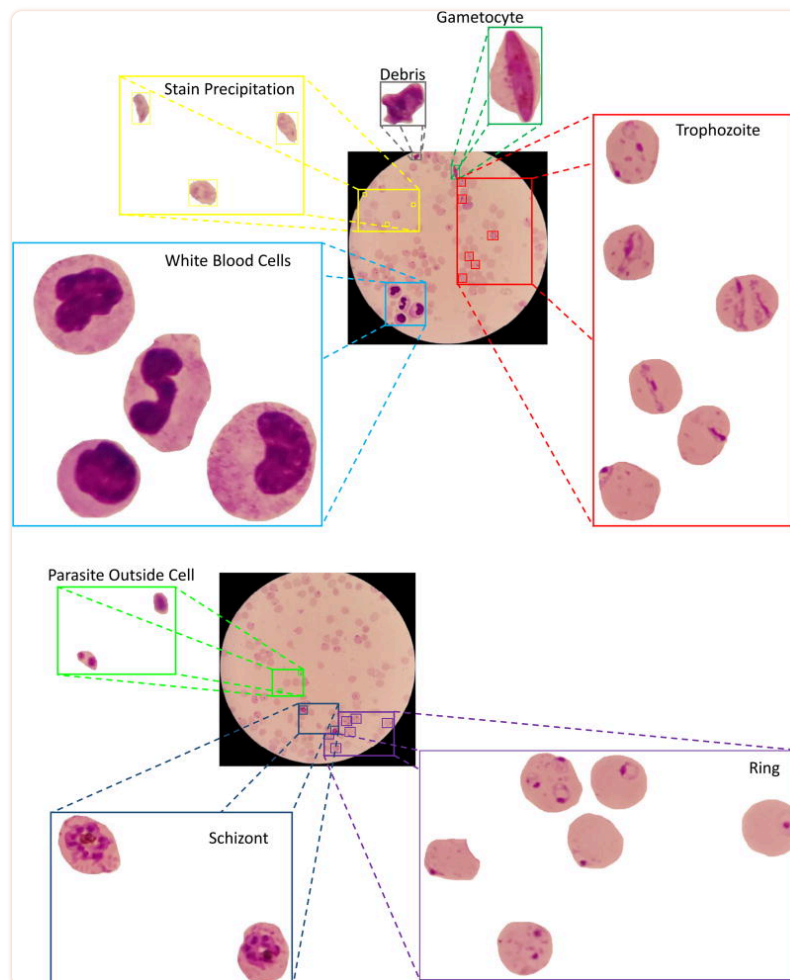 Gametocyte
Debris
Stain Precipitation
Trophozoite
White Blood Cells
Parasite Outside Cell
Ring
Schizont